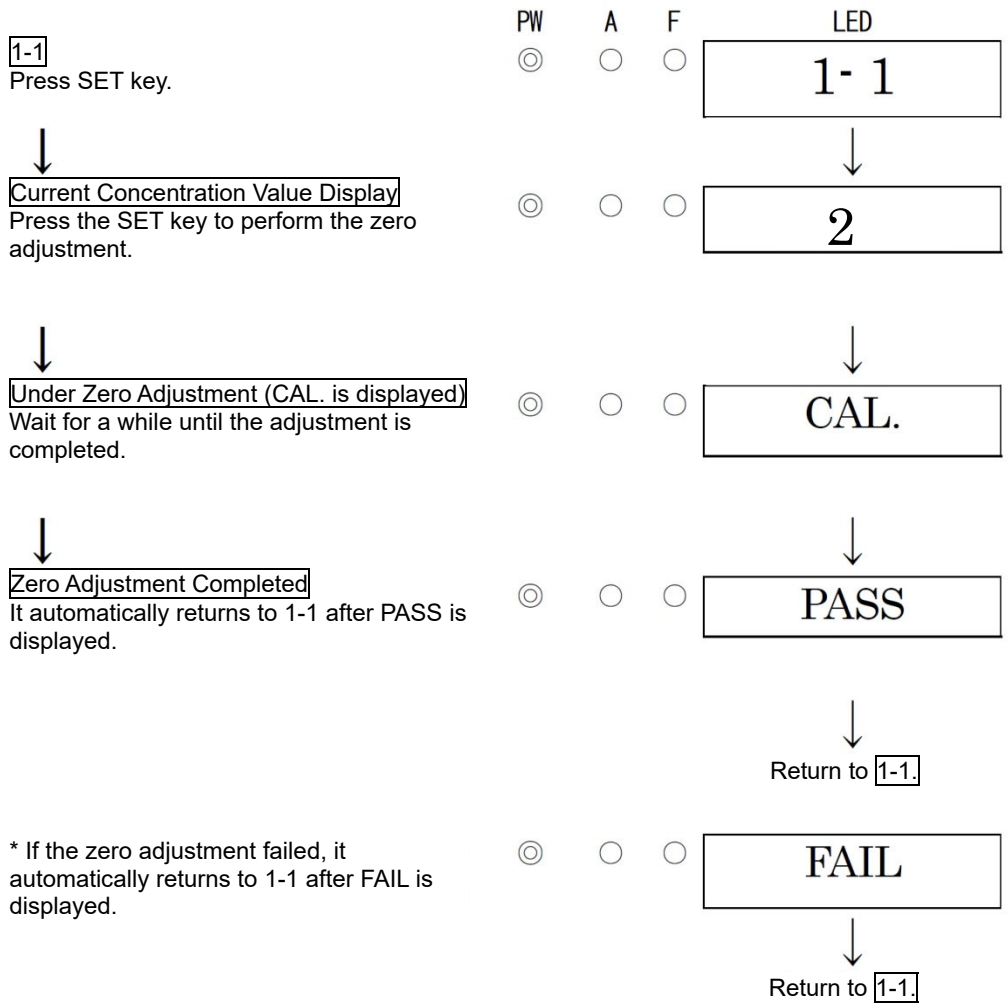 PW A F LED
1-1
Press SET key.
1- 1
Current Concentration Value Display
Press the SET key to perform the zero
adjustment.
2
Under Zero Adjustment (CAL. is displayed)
Wait for a while until the adjustment is
completed.
CAL.
Zero Adjustment Completed
It automatically returns to 1-1 after PASS is
displayed.
PASS
Return to 1-1.
* If the zero adjustment failed, it
automatically returns to 1-1 after FAIL is
displayed.
FAIL
Return to 1-1.